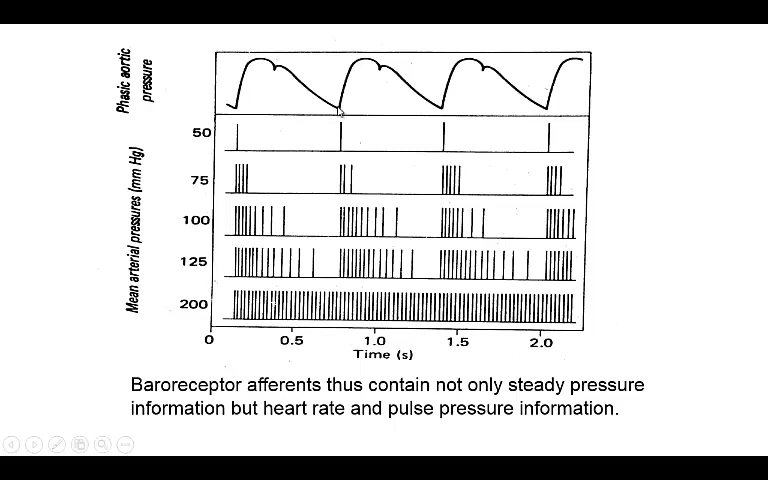 Phasic aortic
pressure
Mean arterial pressures (mm Hg)
50
75
100
125
200
0
0.5
1.0
1.5
2.0
Time (s)
Baroreceptor afferents thus contain not only steady pressure
information but heart rate and pulse pressure information.